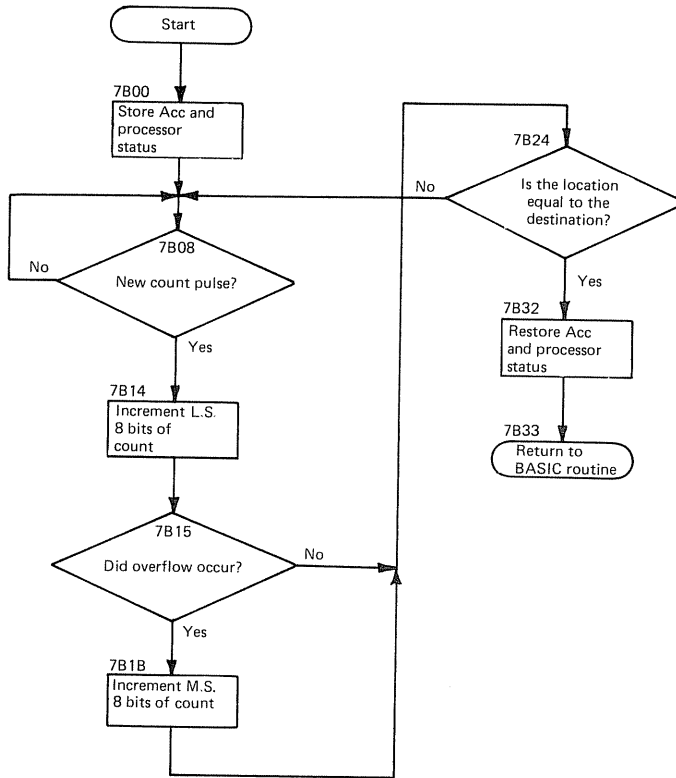 Start
7B00
Store Acc and
processor
status
7B08
New count pulse?
No
Yes
7B14
Increment L.S.
8 bits of
count
7B15
Did overflow occur?
No
Yes
7B1B
Increment M.S.
8 bits of count
7B24
Is the location
equal to the
destination?
No
Yes
7B32
Restore Acc
and processor
status
7B33
Return to
BASIC routine